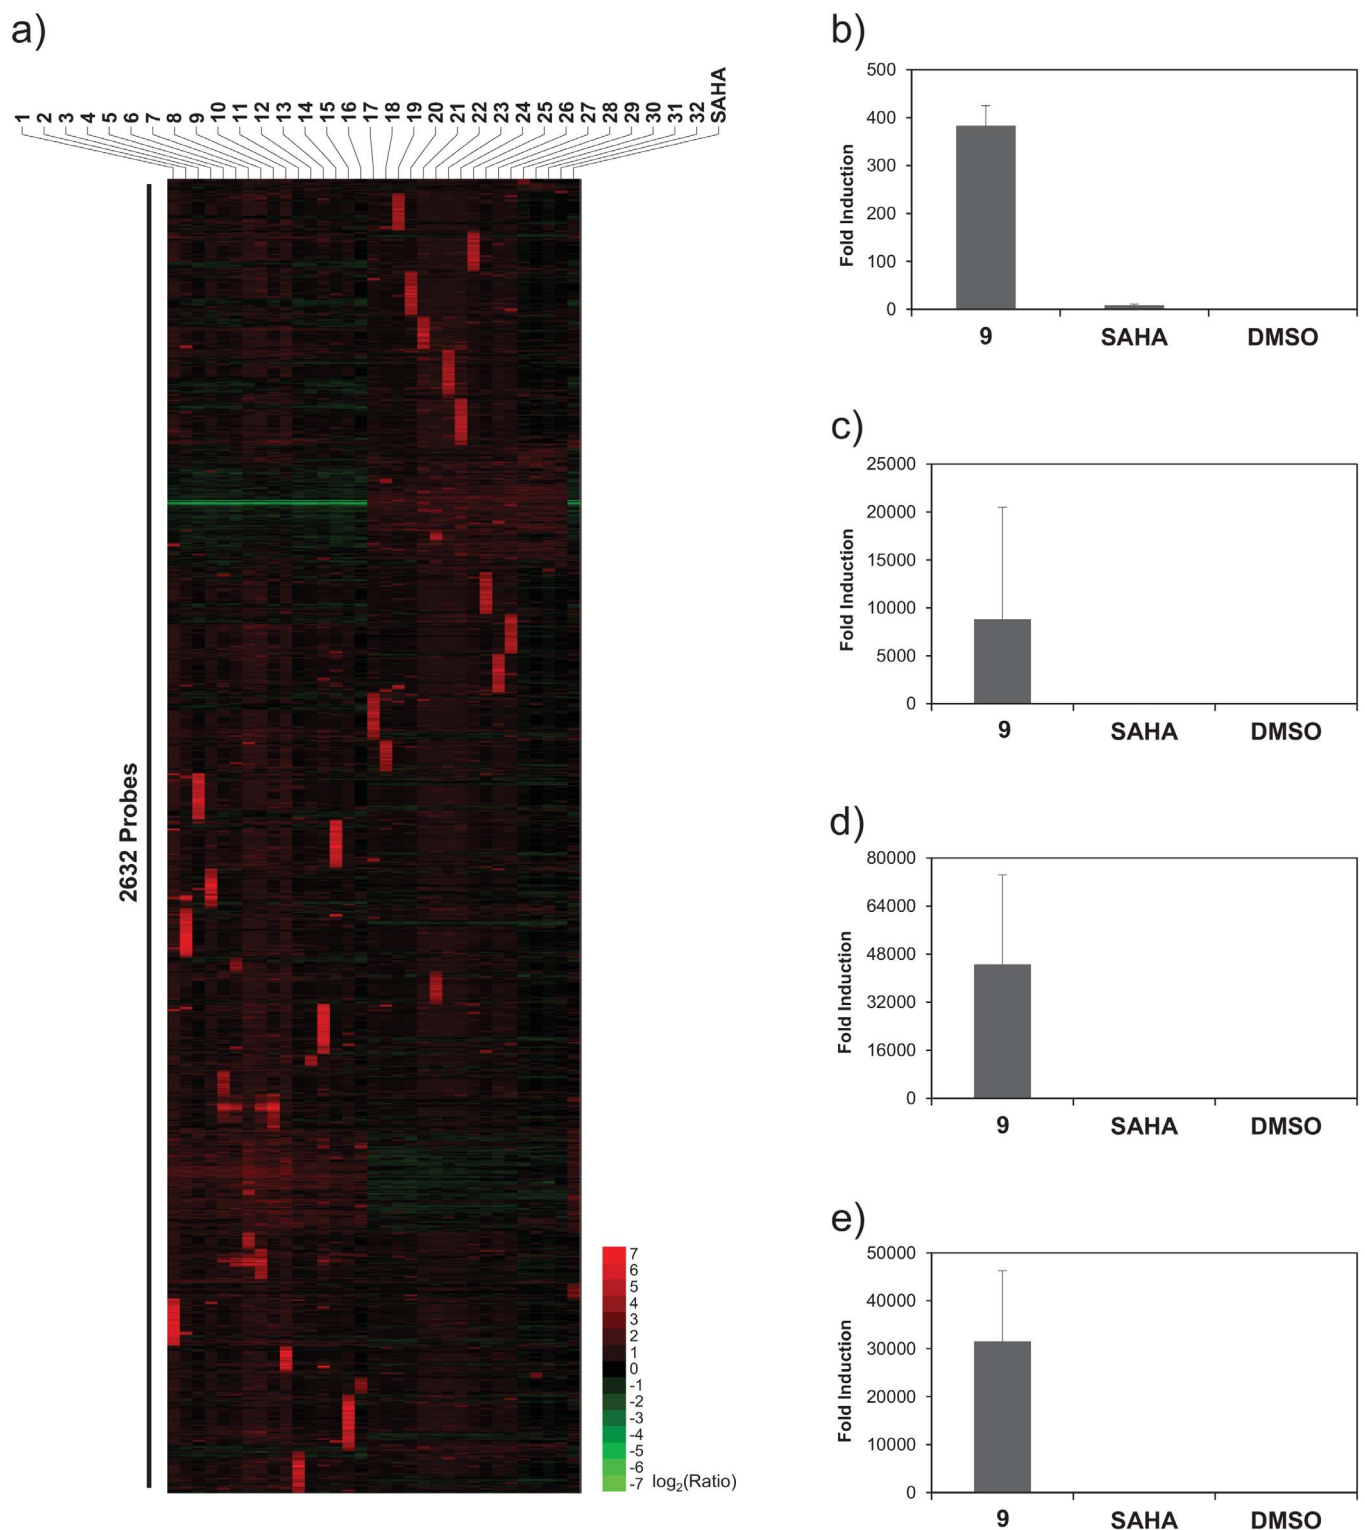 a)
1 2 3 4 5 6 7 8 9 10 11 12 13 14 15 16 17 18 19 20 21 22 23 24 25 26 27 28 29 30 31 32 SAHA
2632 Probes
7
6
5
4
3
2
1
0
-1
-2
-3
-4
-5
-6
-7
log2(Ratio)
b)
Fold Induction
500
400
300
200
100
0
9 SAHA DMSO
c)
Fold Induction
25000
20000
15000
10000
5000
0
9 SAHA DMSO
d)
Fold Induction
80000
64000
48000
32000
16000
0
9 SAHA DMSO
e)
Fold Induction
50000
40000
30000
20000
10000
0
9 SAHA DMSO